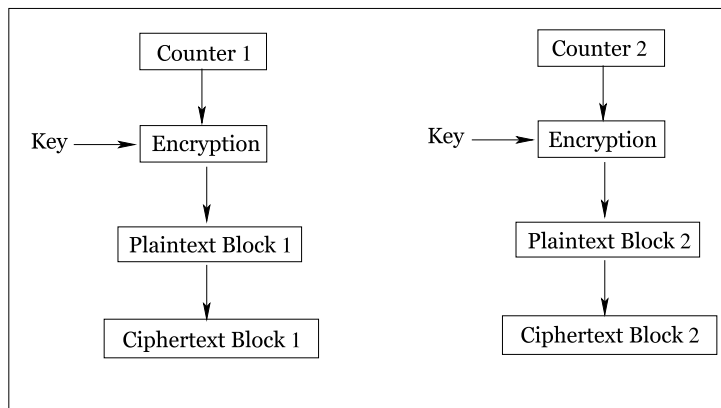 Counter 1
Key
Encryption
Plaintext Block 1
Ciphertext Block 1
Counter 2
Key
Encryption
Plaintext Block 2
Ciphertext Block 2